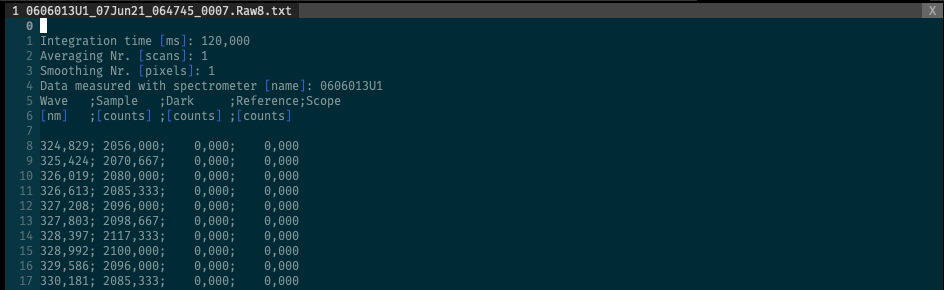 1 0606013U1_07Jun21_064745_0007.Raw8.txt X
0
1 Integration time [ms]: 120,000
2 Averaging Nr. [scans]: 1
3 Smoothing Nr. [pixels]: 1
4 Data measured with spectrometer [name]: 0606013U1
5 Wave   ;Sample   ;Dark     ;Reference;Scope
6 [nm]   ;[counts] ;[counts] ;[counts]
7
8 324,829; 2056,000;    0,000;    0,000
9 325,424; 2070,667;    0,000;    0,000
10 326,019; 2080,000;    0,000;    0,000
11 326,613; 2085,333;    0,000;    0,000
12 327,208; 2096,000;    0,000;    0,000
13 327,803; 2098,667;    0,000;    0,000
14 328,397; 2117,333;    0,000;    0,000
15 328,992; 2100,000;    0,000;    0,000
16 329,586; 2096,000;    0,000;    0,000
17 330,181; 2085,333;    0,000;    0,000